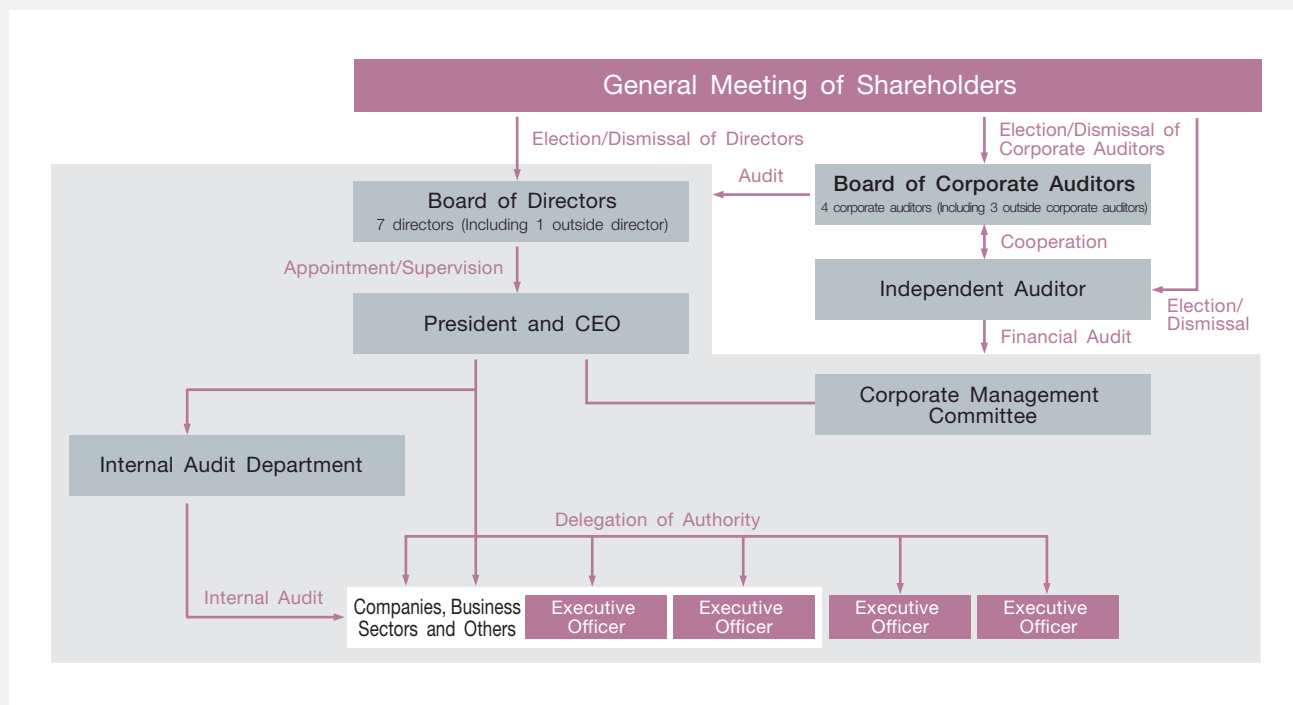 General Meeting of Shareholders
Election/Dismissal of Directors
Election/Dismissal of
Corporate Auditors
Board of Directors
7 directors (Including 1 outside director)
Audit
Board of Corporate Auditors
4 corporate auditors (Including 3 outside corporate auditors)
Cooperation
Appointment/Supervision
Independent Auditor
Election/
Dismissal
President and CEO
Financial Audit
Corporate Management
Committee
Internal Audit Department
Delegation of Authority
Internal Audit
Companies, Business
Sectors and Others
Executive
Officer
Executive
Officer
Executive
Officer
Executive
Officer